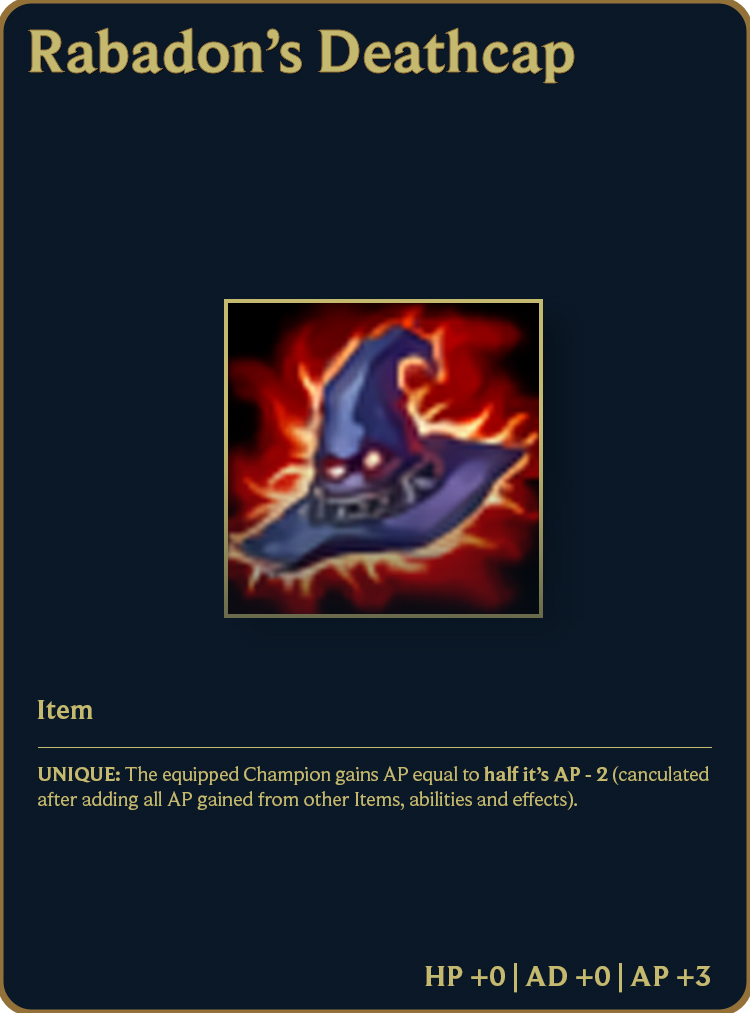 Rabadon’s Deathcap
Item
UNIQUE: The equipped Champion gains AP equal to half it’s AP - 2 (canculated
after adding all AP gained from other Items, abilities and effects).
HP +0 | AD +0 | AP +3